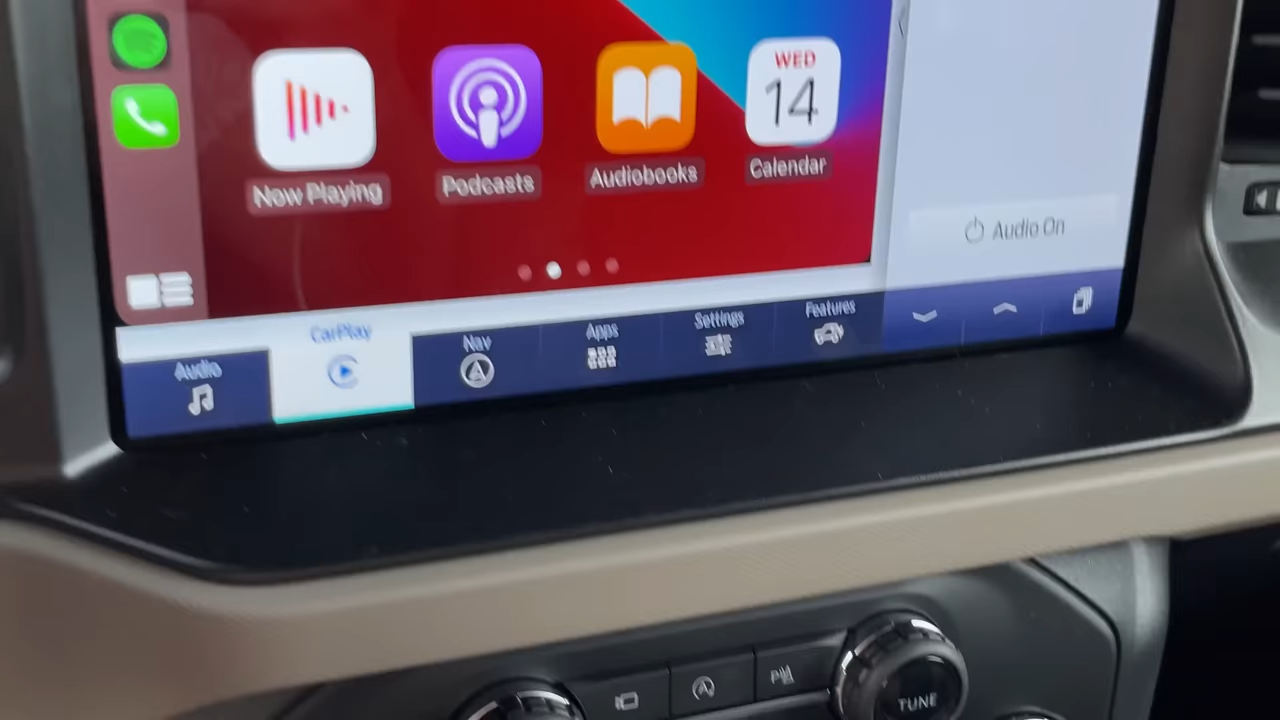 WED
14
Now Playing
Podcasts
Audiobooks
Calendar
Audio On
Audio
CarPlay
Nav
Apps
Settings
Features
TUNE